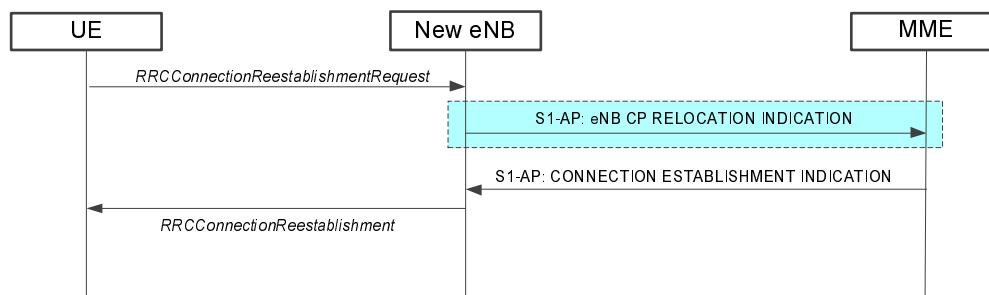 UE
New eNB
MME
RRCConnectionReestablishmentRequest
S1-AP: eNB CP RELOCATION INDICATION
S1-AP: CONNECTION ESTABLISHMENT INDICATION
RRCConnectionReestablishment